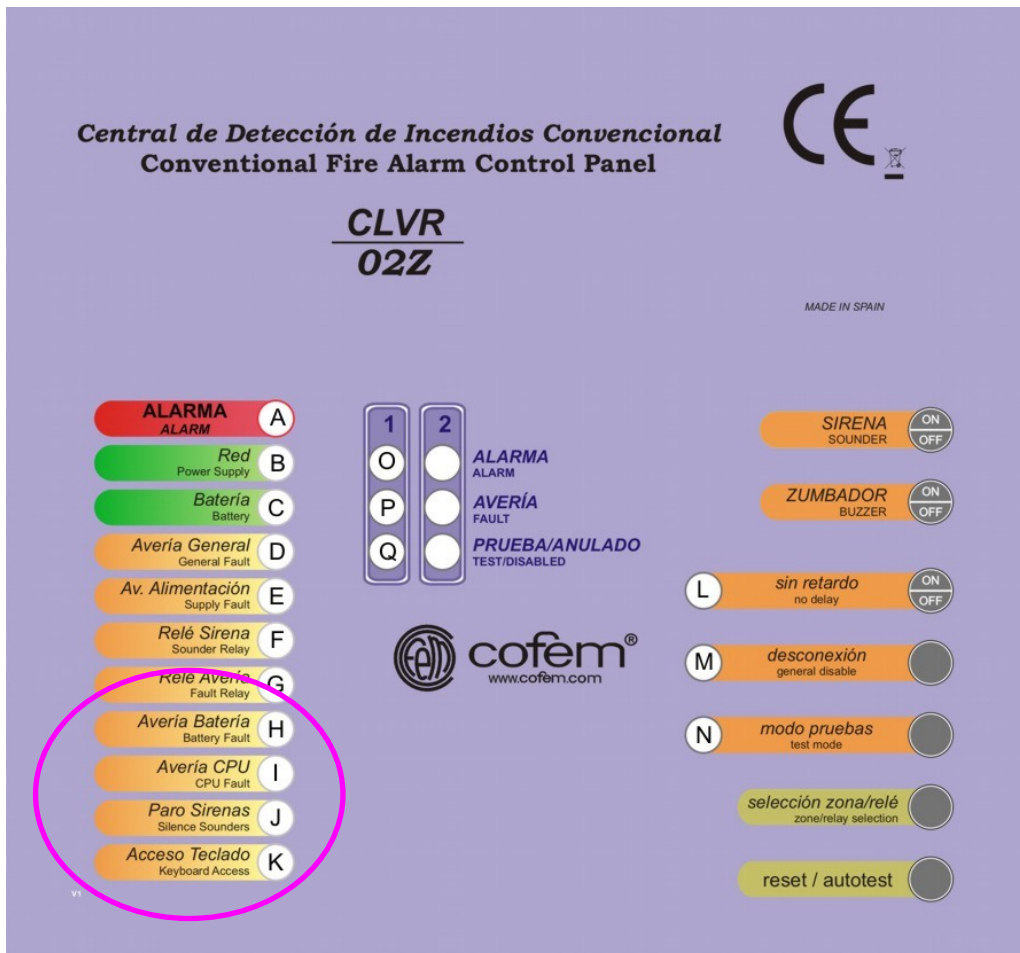 CE
Central de Detección de Incendios Convencional
Conventional Fire Alarm Control Panel
CLVR
02Z
MADE IN SPAIN
ALARMA
ALARM
A
Red
Power Supply
B
Batería
Battery
C
Avería General
General Fault
D
Av. Alimentación
Supply Fault
E
Relé Sirena
Sounder Relay
F
Relé Avería
Fault Relay
G
Avería Batería
Battery Fault
H
Avería CPU
CPU Fault
I
Paro Sirenas
Silence Sounders
J
Acceso Teclado
Keyboard Access
K
V1
1 2
O ALARMA
ALARM
P AVERÍA
FAULT
Q PRUEBA/ANULADO
TEST/DISABLED
cofem®
www.cofem.com
SIRENA
SOUNDER
ON
OFF
ZUMBADOR
BUZZER
ON
OFF
L
sin retardo
no delay
ON
OFF
M
desconexión
general disable
N
modo pruebas
test mode
selección zona/relé
zone/relay selection
reset / autotest